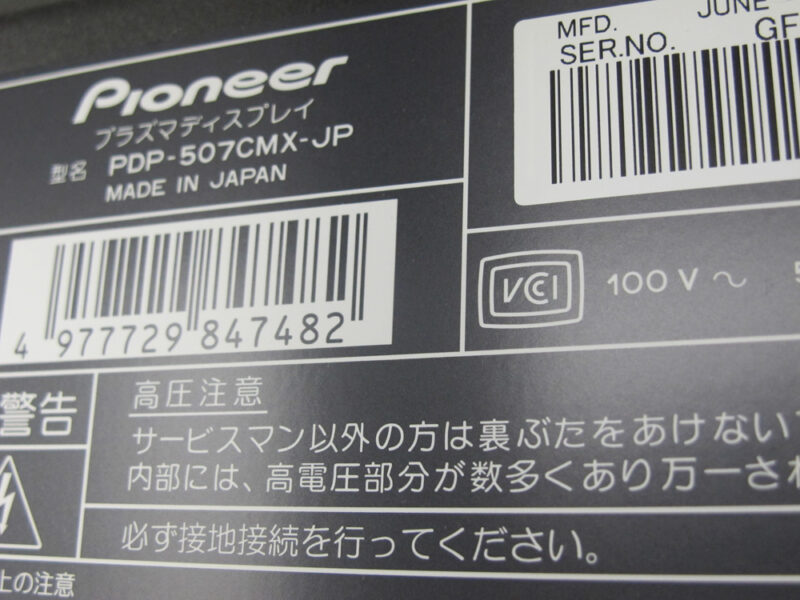 Pioneer
プラズマディスプレイ
型名 PDP-507CMX-JP
MADE IN JAPAN
4 977729 847482
MFD. JUNE
SER.NO. GF
VCCI 100V～ 5
警告
高圧注意
サービスマン以外の方は裏ぶたをあけない
内部には、高電圧部分が数多くあり万一さ
必ず接地接続を行ってください。
上の注意